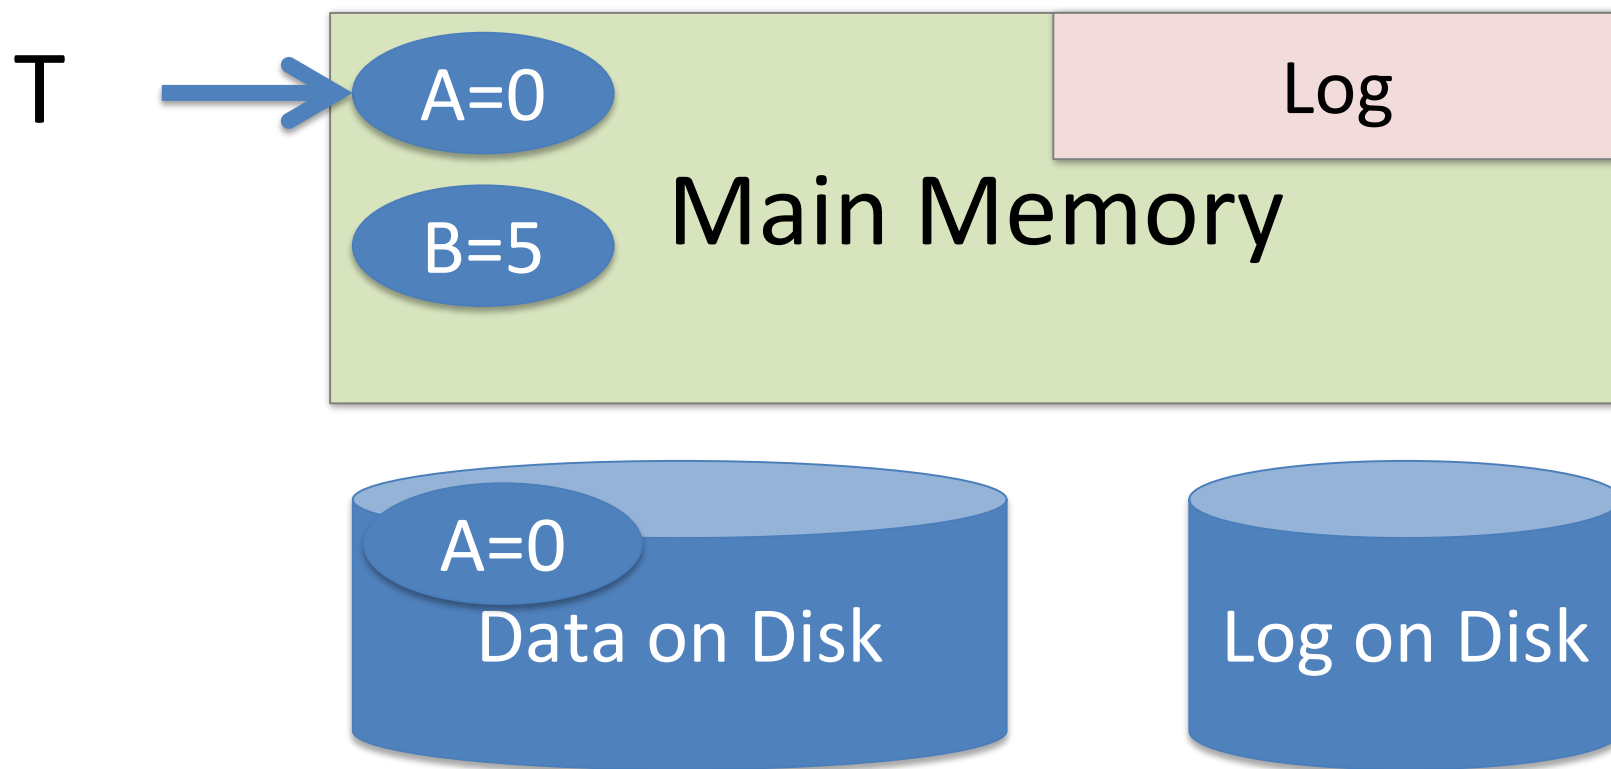 T
A=0
Log
B=5
Main Memory
A=0
Data on Disk
Log on Disk